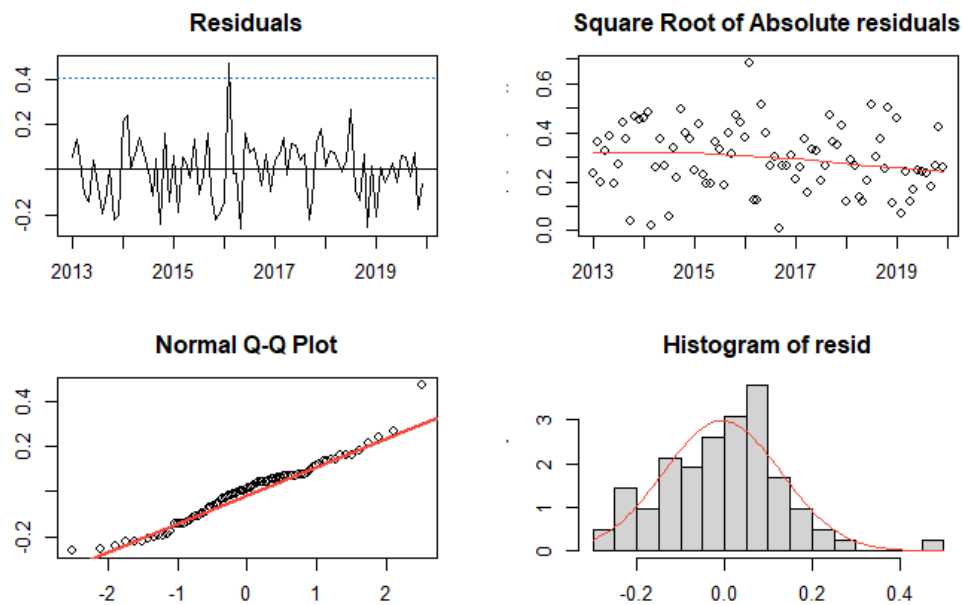 Residuals
0.4
0.2
-0.2
2013 2015 2017 2019
Square Root of Absolute residuals
0.6
0.4
0.2
0.0
2013 2015 2017 2019
Normal Q-Q Plot
0.4
0.2
-0.2
-2 -1 0 1 2
Histogram of resid
3
2
1
0
-0.2 0.0 0.2 0.4